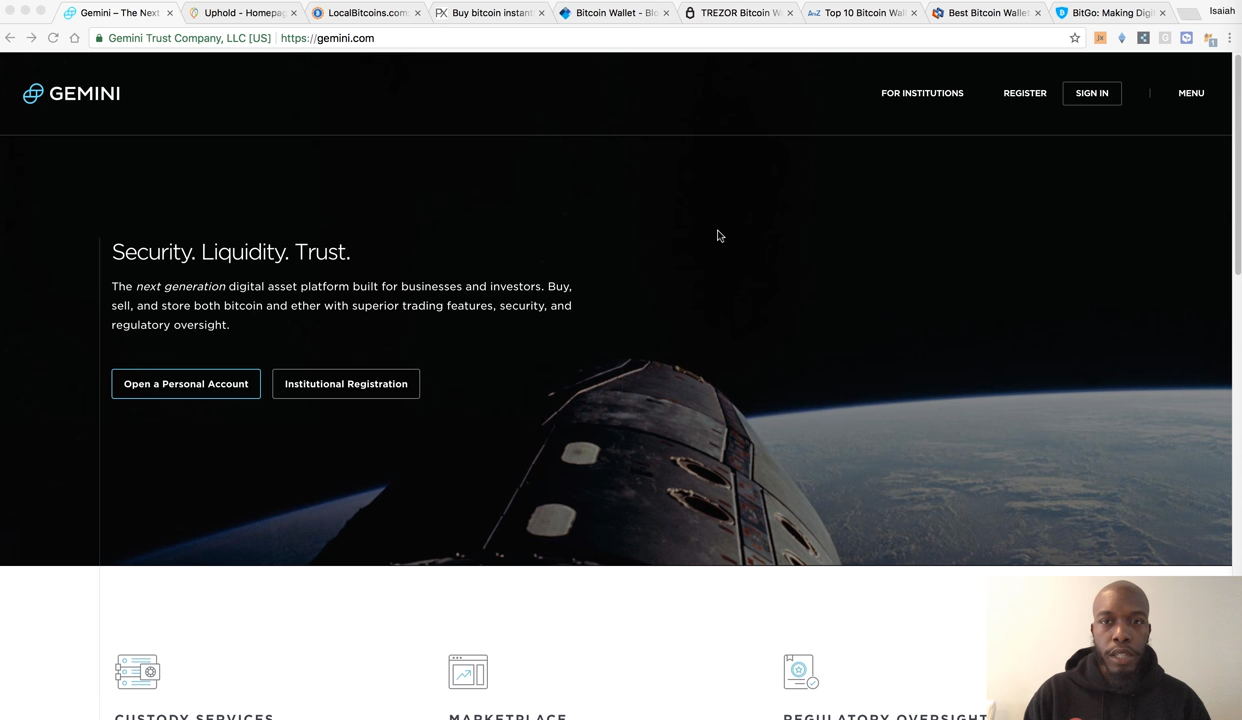 Gemini – The Next
Uphold - Homepag
LocalBitcoins.com
Buy bitcoin instant
Bitcoin Wallet - Blo
TREZOR Bitcoin W
Top 10 Bitcoin Wal
Best Bitcoin Wallet
BitGo: Making Digi
Isaiah
Gemini Trust Company, LLC [US] | https://gemini.com
GEMINI
FOR INSTITUTIONS
REGISTER
SIGN IN
MENU
Security. Liquidity. Trust.
The next generation digital asset platform built for businesses and investors. Buy,
sell, and store both bitcoin and ether with superior trading features, security, and
regulatory oversight.
Open a Personal Account
Institutional Registration
CUSTODY SERVICES
MARKETPLACE
REGULATORY OVERSIGHT